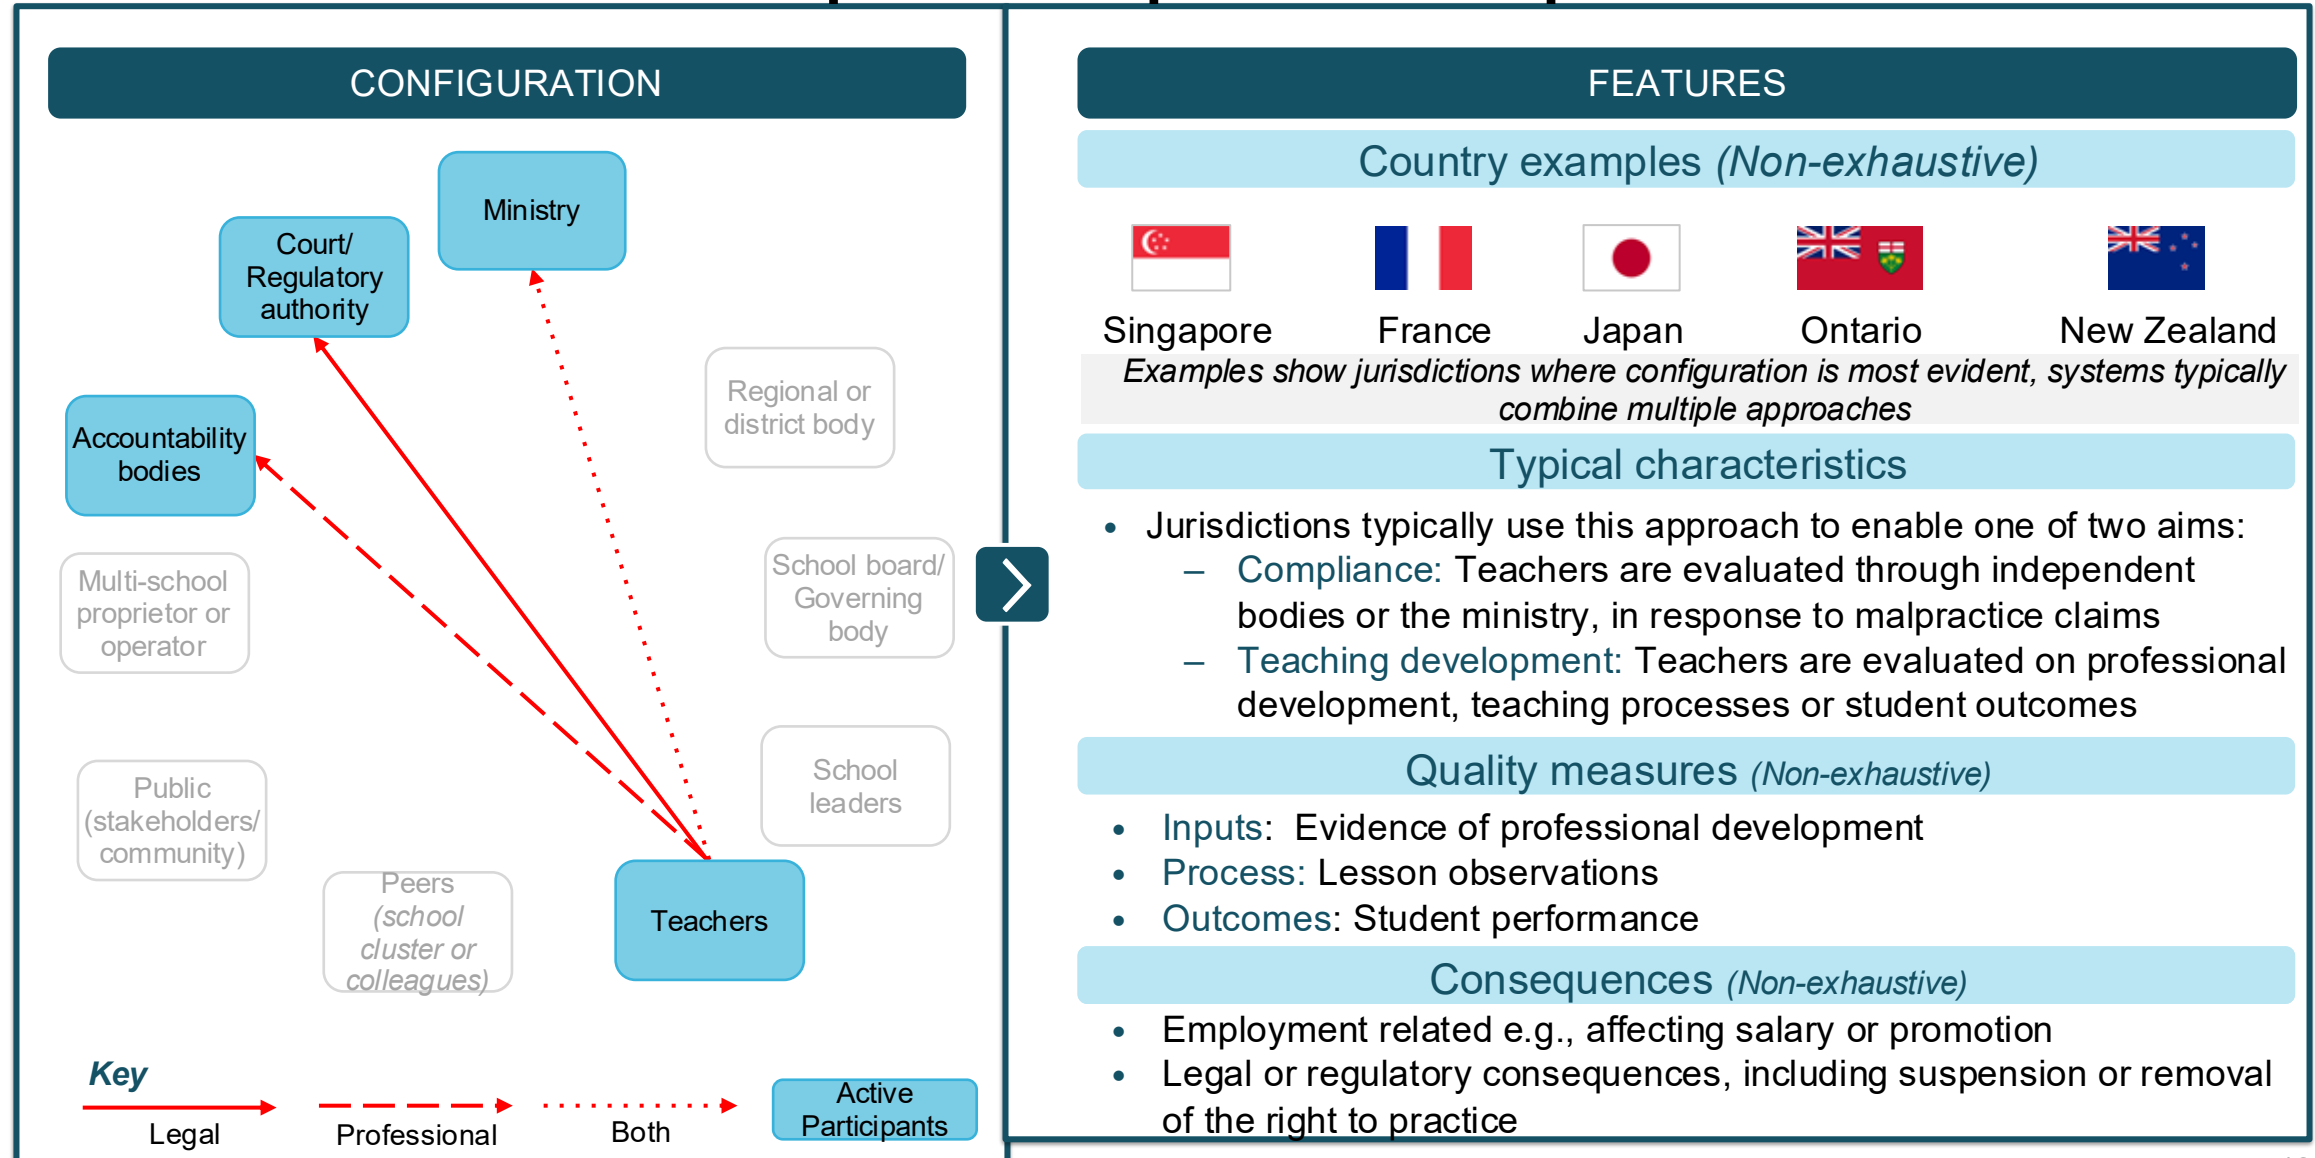 CONFIGURATION
Ministry
Court/
Regulatory
authority
Regional or
district body
Accountability
bodies
School board/
Governing
body
Multi-school
proprietor or
operator
School
leaders
Public
(stakeholders/
community)
Peers
(school
cluster or
colleagues)
Teachers
Key
Legal
Professional
Both
Active
Participants
FEATURES
Country examples (Non-exhaustive)
Singapore
France
Japan
Ontario
New Zealand
Examples show jurisdictions where configuration is most evident, systems typically
combine multiple approaches
Typical characteristics
• Jurisdictions typically use this approach to enable one of two aims:
– Compliance: Teachers are evaluated through independent
bodies or the ministry, in response to malpractice claims
– Teaching development: Teachers are evaluated on professional
development, teaching processes or student outcomes
Quality measures (Non-exhaustive)
• Inputs: Evidence of professional development
• Process: Lesson observations
• Outcomes: Student performance
Consequences (Non-exhaustive)
• Employment related e.g., affecting salary or promotion
• Legal or regulatory consequences, including suspension or removal
of the right to practice